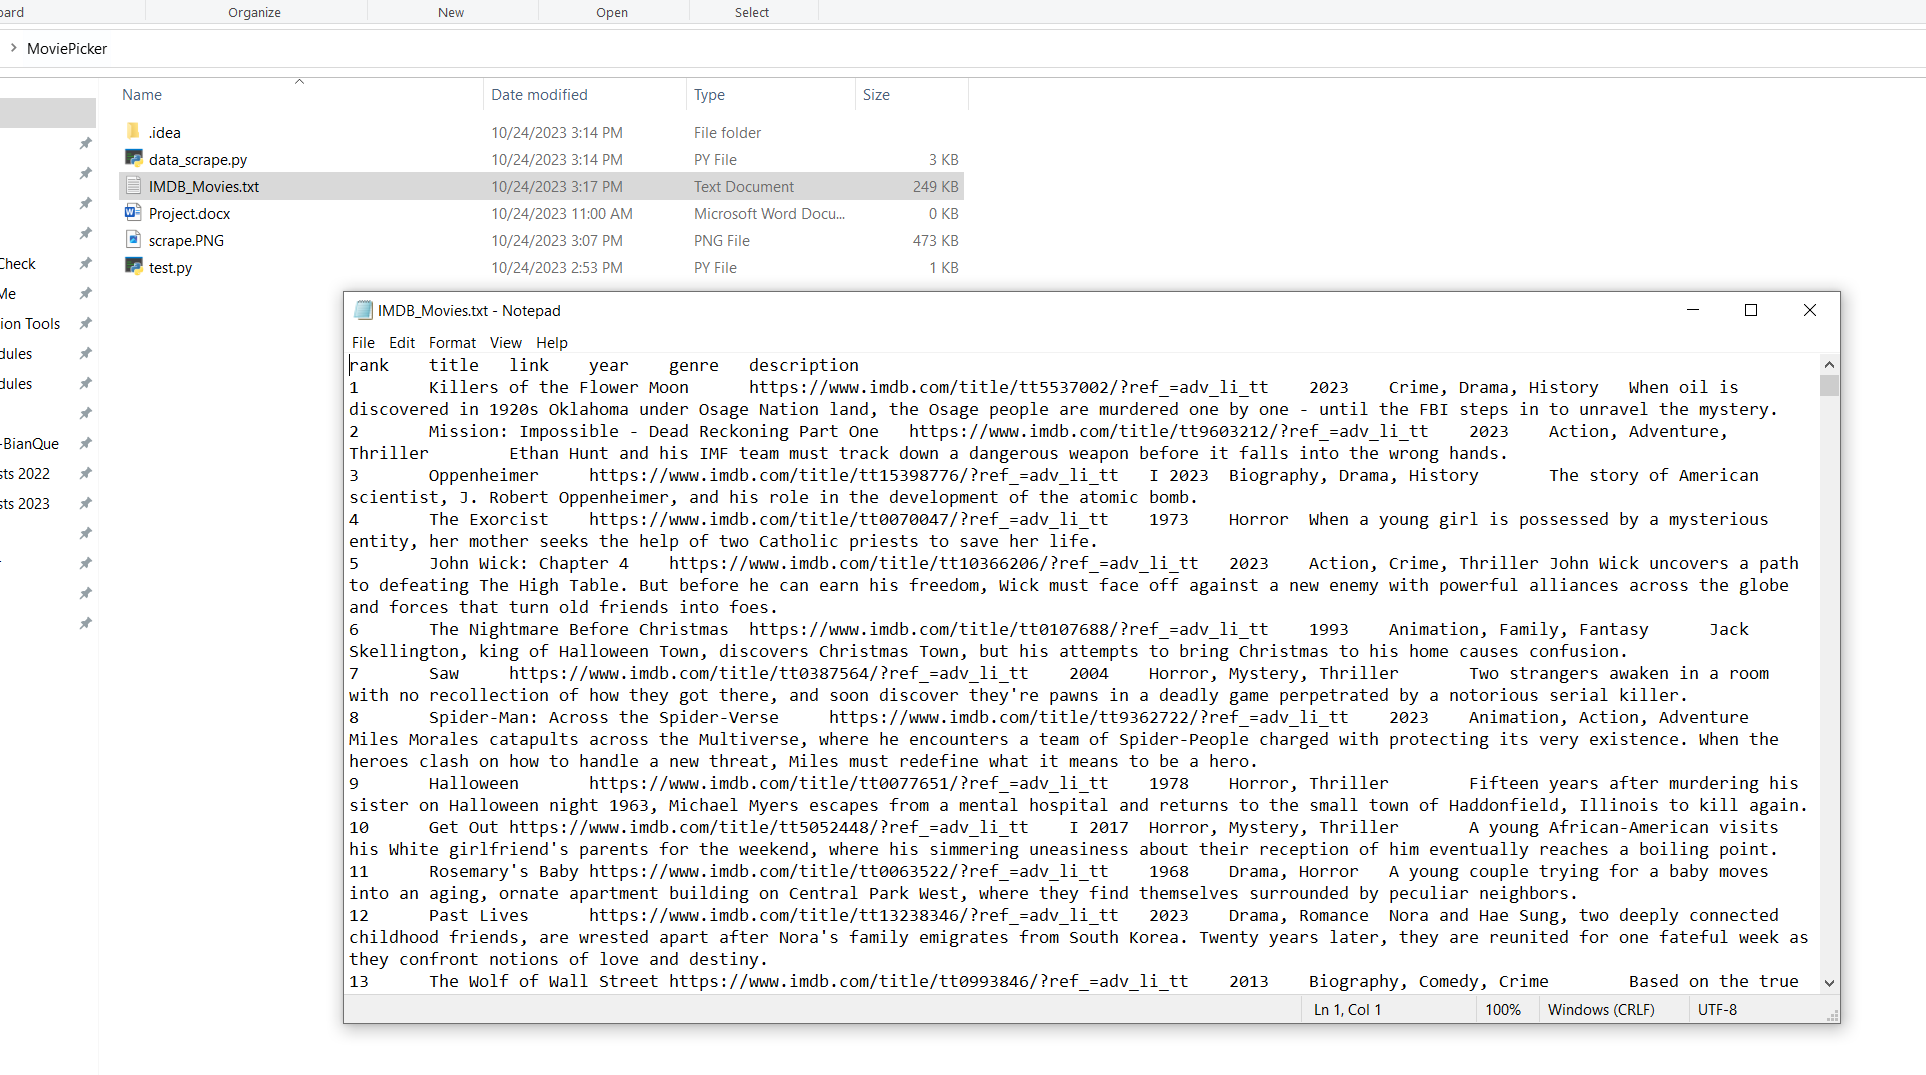 oard Organize New Open Select
MoviePicker
Name Date modified Type Size
.idea 10/24/2023 3:14 PM File folder
data_scrape.py 10/24/2023 3:14 PM PY File 3 KB
IMDB_Movies.txt 10/24/2023 3:17 PM Text Document 249 KB
Project.docx 10/24/2023 11:00 AM Microsoft Word Docu... 0 KB
scrape.PNG 10/24/2023 3:07 PM PNG File 473 KB
test.py 10/24/2023 2:53 PM PY File 1 KB
Check
Me
ion Tools
dules
dules
-BianQue
sts 2022
sts 2023
IMDB_Movies.txt - Notepad
File Edit Format View Help
rank title link year genre description
1 Killers of the Flower Moon https://www.imdb.com/title/tt5537002/?ref_=adv_li_tt 2023 Crime, Drama, History When oil is
discovered in 1920s Oklahoma under Osage Nation land, the Osage people are murdered one by one - until the FBI steps in to unravel the mystery.
2 Mission: Impossible - Dead Reckoning Part One https://www.imdb.com/title/tt9603212/?ref_=adv_li_tt 2023 Action, Adventure,
Thriller Ethan Hunt and his IMF team must track down a dangerous weapon before it falls into the wrong hands.
3 Oppenheimer https://www.imdb.com/title/tt15398776/?ref_=adv_li_tt I 2023 Biography, Drama, History The story of American
scientist, J. Robert Oppenheimer, and his role in the development of the atomic bomb.
4 The Exorcist https://www.imdb.com/title/tt0070047/?ref_=adv_li_tt 1973 Horror When a young girl is possessed by a mysterious
entity, her mother seeks the help of two Catholic priests to save her life.
5 John Wick: Chapter 4 https://www.imdb.com/title/tt10366206/?ref_=adv_li_tt 2023 Action, Crime, Thriller John Wick uncovers a path
to defeating The High Table. But before he can earn his freedom, Wick must face off against a new enemy with powerful alliances across the globe
and forces that turn old friends into foes.
6 The Nightmare Before Christmas https://www.imdb.com/title/tt0107688/?ref_=adv_li_tt 1993 Animation, Family, Fantasy Jack
Skellington, king of Halloween Town, discovers Christmas Town, but his attempts to bring Christmas to his home causes confusion.
7 Saw https://www.imdb.com/title/tt0387564/?ref_=adv_li_tt 2004 Horror, Mystery, Thriller Two strangers awaken in a room
with no recollection of how they got there, and soon discover they're pawns in a deadly game perpetrated by a notorious serial killer.
8 Spider-Man: Across the Spider-Verse https://www.imdb.com/title/tt9362722/?ref_=adv_li_tt 2023 Animation, Action, Adventure
Miles Morales catapults across the Multiverse, where he encounters a team of Spider-People charged with protecting its very existence. When the
heroes clash on how to handle a new threat, Miles must redefine what it means to be a hero.
9 Halloween https://www.imdb.com/title/tt0077651/?ref_=adv_li_tt 1978 Horror, Thriller Fifteen years after murdering his
sister on Halloween night 1963, Michael Myers escapes from a mental hospital and returns to the small town of Haddonfield, Illinois to kill again.
10 Get Out https://www.imdb.com/title/tt5052448/?ref_=adv_li_tt I 2017 Horror, Mystery, Thriller A young African-American visits
his White girlfriend's parents for the weekend, where his simmering uneasiness about their reception of him eventually reaches a boiling point.
11 Rosemary's Baby https://www.imdb.com/title/tt0063522/?ref_=adv_li_tt 1968 Drama, Horror A young couple trying for a baby moves
into an aging, ornate apartment building on Central Park West, where they find themselves surrounded by peculiar neighbors.
12 Past Lives https://www.imdb.com/title/tt13238346/?ref_=adv_li_tt 2023 Drama, Romance Nora and Hae Sung, two deeply connected
childhood friends, are wrested apart after Nora's family emigrates from South Korea. Twenty years later, they are reunited for one fateful week as
they confront notions of love and destiny.
13 The Wolf of Wall Street https://www.imdb.com/title/tt0993846/?ref_=adv_li_tt 2013 Biography, Comedy, Crime Based on the true
Ln 1, Col 1 100% Windows (CRLF) UTF-8